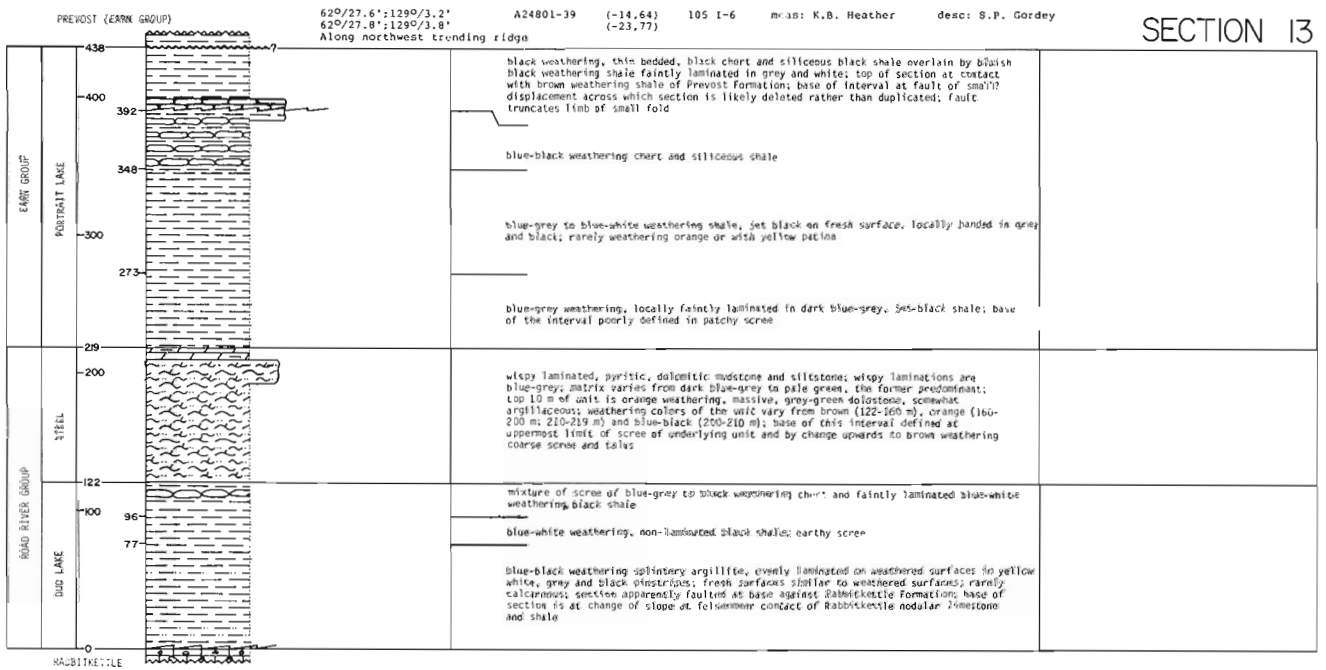 PREVOST (EARN GROUP)
62º/27.6';129º/3.2' A24801-39 (-14,64) 105 I-6 meas: K.B. Heather desc: S.P. Gordey
62º/27.8';129º/3.8' (-23,77)
Along northwest trending ridge
SECTION 13
438
?
400
392
348
300
273
219
200
122
100
96
77
0
EARN GROUP
PORTRAIT LAKE
ROAD RIVER GROUP
STEEL
DUO LAKE
RABBITKETTLE
black weathering, thin bedded, black chert and siliceous black shale overlain by bluish
black weathering shale faintly laminated in grey and white; top of section at contact
with brown weathering shale of Prevost Formation; base of interval at fault of small?
displacement across which section is likely deleted rather than duplicated; fault
truncates limb of small fold
blue-black weathering chert and siliceous shale
blue-grey to blue-white weathering shale, jet black on fresh surface, locally banded in grey
and black; rarely weathering orange or with yellow patina
blue-grey weathering, locally faintly laminated in dark blue-grey, jet-black shale; base
of the interval poorly defined in patchy scree
wispy laminated, pyritic, dolomitic mudstone and siltstone; wispy laminations are
blue-grey; matrix varies from dark blue-grey to pale green, the former predominant;
top 10 m of unit is orange weathering, massive, grey-green dolostone, somewhat
argillaceous; weathering colors of the unit vary from brown (122-160 m), orange (160-
200 m; 210-219 m) and blue-black (200-210 m); base of this interval defined at
uppermost limit of scree of underlying unit and by change upwards to brown weathering
coarse scree and talus
mixture of scree of blue-grey to black weathering chert and faintly laminated blue-white
weathering black shale
blue-white weathering, non-laminated black shale; earthy scree
blue-black weathering splintery argillite, evenly laminated on weathered surfaces in yellow
white, grey and black pinstripes; fresh surfaces similar to weathered surfaces; rarely
calcareous; section apparently faulted at base against Rabbitkettle Formation; base of
section is at change of slope at felsenmeer contact of Rabbitkettle nodular limestone
and shale